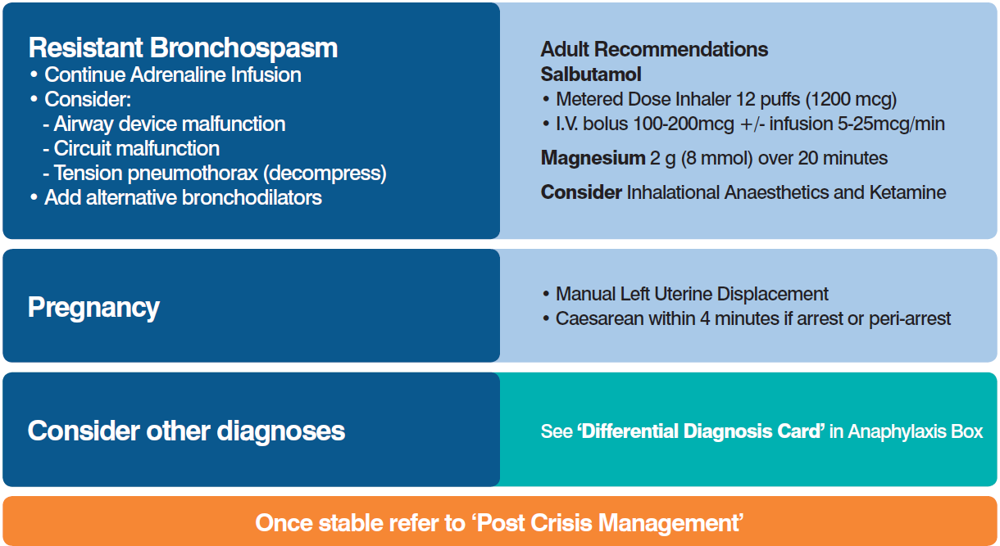 Resistant Bronchospasm
• Continue Adrenaline Infusion
• Consider:
- Airway device malfunction
- Circuit malfunction
- Tension pneumothorax (decompress)
• Add alternative bronchodilators
Adult Recommendations
Salbutamol
• Metered Dose Inhaler 12 puffs (1200 mcg)
• I.V. bolus 100-200mcg +/- infusion 5-25mcg/min
Magnesium 2 g (8 mmol) over 20 minutes
Consider Inhalational Anaesthetics and Ketamine
Pregnancy
• Manual Left Uterine Displacement
• Caesarean within 4 minutes if arrest or peri-arrest
Consider other diagnoses
See ‘Differential Diagnosis Card’ in Anaphylaxis Box
Once stable refer to ‘Post Crisis Management’